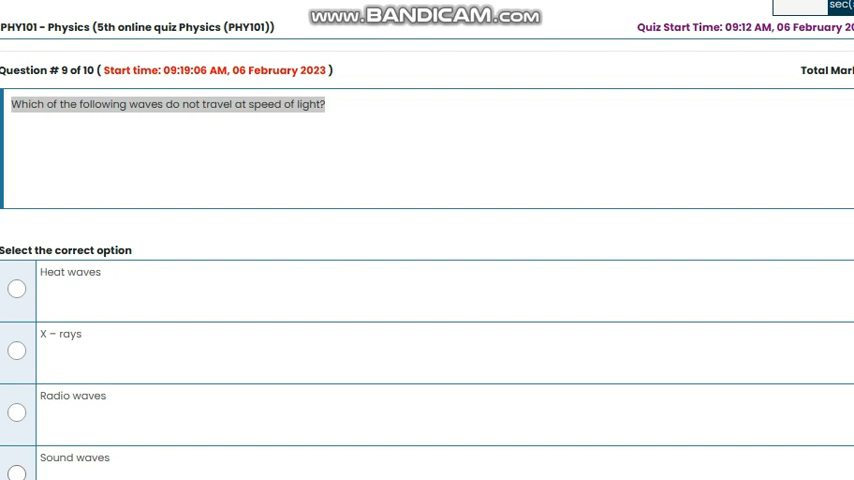 www.BANDICAM.com
sec(s
PHY101 - Physics (5th online quiz Physics (PHY101))
Quiz Start Time: 09:12 AM, 06 February 20
Question # 9 of 10 ( Start time: 09:19:06 AM, 06 February 2023 )
Total Mark
Which of the following waves do not travel at speed of light?
Select the correct option
Heat waves
X – rays
Radio waves
Sound waves